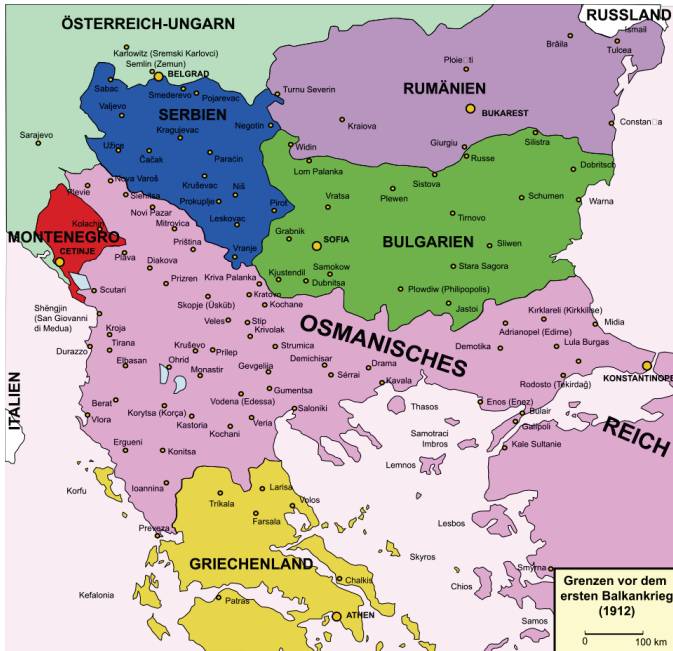 ÖSTERREICH-UNGARN
RUSSLAND
Ismail
Brăila
Tulcea
Karlowitz (Sremski Karlovci)
Semlin (Zemun)
BELGRAD
Ploie□ti
Sabac
Smederevo
Pojarevac
Turnu Severin
RUMÄNIEN
Valjevo
SERBIEN
BUKAREST
Kragujevac
Negotin
Kraiova
Constan□a
Sarajevo
Užice
Čačak
Paraćin
Widin
Giurgiu
Silistra
Russe
Lom Palanka
Dobritsch
Nova Varoš
Kruševac
Niš
Sistova
Plevie
Sienitsa
Prokuplje
Vratsa
Plewen
Schumen
Warna
Novi Pazar
Pirot
Kolachin
Mitrovica
Leskovac
Tirnovo
MONTENEGRO
Grabnik
SOFIA
BULGARIEN
Sliwen
CETINJE
Plava
Priština
Vranje
Diakova
Samokow
Stara Sagora
Prizren
Kriva Palanka
Kjustendil
Dubnitsa
Scutari
Kratovo
Plowdiw (Philipopolis)
Skopje (Üsküb)
Kochane
Jastoi
Shëngjin
(San Giovanni
di Medua)
Veles
Stip
OSMANISCHES
Kırklareli (Kirkkilise)
Midia
Kroja
Krivolak
Adrianopel (Edirne)
Tirana
Kruševo
Prilep
Strumica
Demotika
Lula Burgas
Durazzo
Elbasan
Ohrid
Gevgelija
Demichisar
Drama
Monastir
Sérrai
KONSTANTINOPE
ITALIEN
Gumentsa
Kavala
Rodosto (Tekirdağ)
Berat
Vodena (Edessa)
Enos (Enez)
Korytsa (Korça)
Saloniki
Thasos
Bulair
Vlora
Kastoria
Veria
Gallipoli
REICH
Kochani
Samotraci
Ergueni
Imbros
Kale Sultanie
Konitsa
Lemnos
Korfu
Ioannina
Larisa
Trikala
Volos
Farsala
Lesbos
Preveza
GRIECHENLAND
Skyros
Smyrna
Chalkis
Chios
Kefalonia
Patras
ATHEN
Samos
Grenzen vor dem
ersten Balkankrieg
(1912)
0
100 km